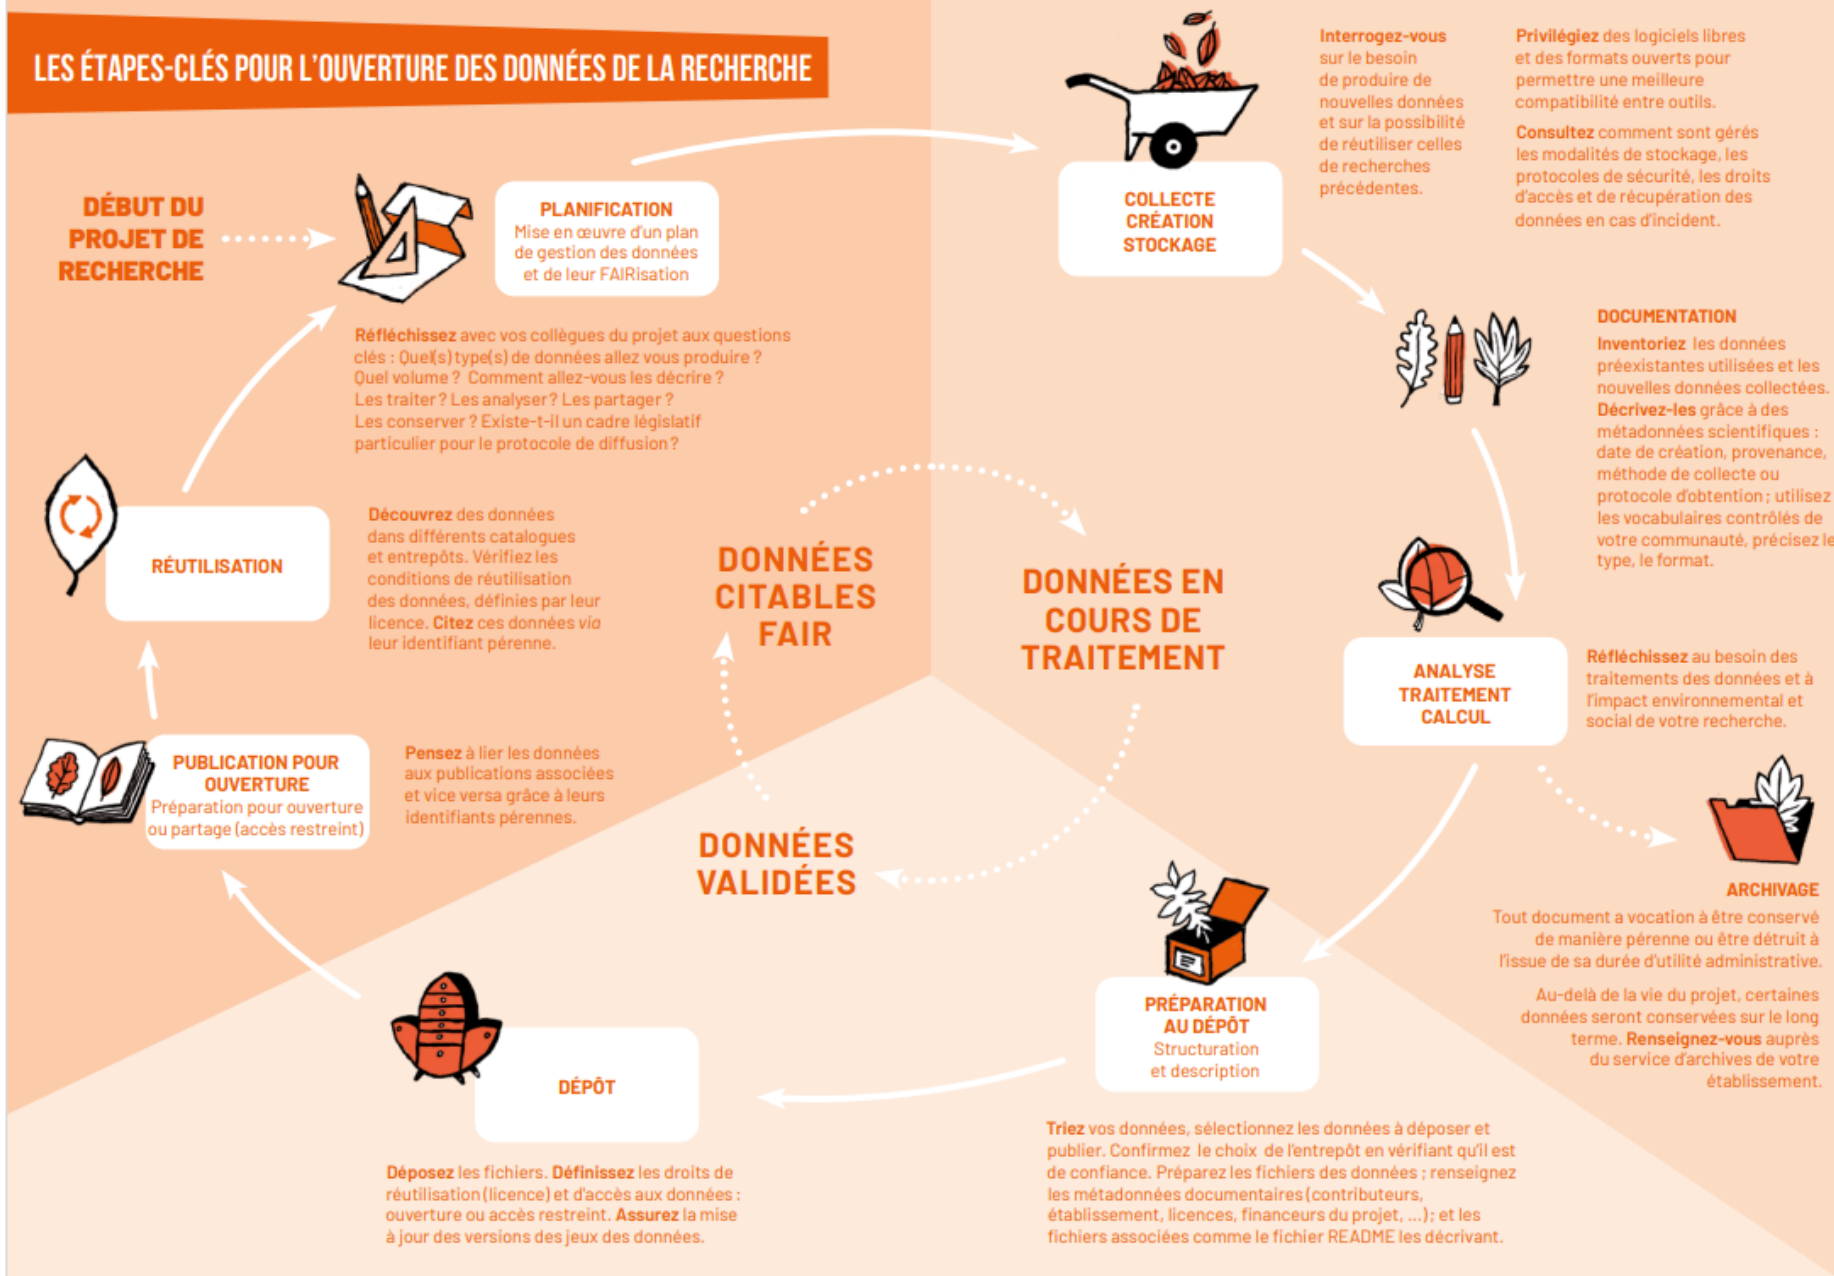 LES ÉTAPES-CLÉS POUR L'OUVERTURE DES DONNÉES DE LA RECHERCHE
DÉBUT DU
PROJET DE
RECHERCHE
PLANIFICATION
Mise en œuvre d'un plan
de gestion des données
et de leur FAIRisation
Réfléchissez avec vos collègues du projet aux questions
clés : Quel(s) type(s) de données allez vous produire ?
Quel volume ? Comment allez-vous les décrire ?
Les traiter ? Les analyser ? Les partager ?
Les conserver ? Existe-t-il un cadre législatif
particulier pour le protocole de diffusion ?
COLLECTE
CRÉATION
STOCKAGE
Interrogez-vous
sur le besoin
de produire de
nouvelles données
et sur la possibilité
de réutiliser celles
de recherches
précédentes.
Privilégiez des logiciels libres
et des formats ouverts pour
permettre une meilleure
compatibilité entre outils.
Consultez comment sont gérés
les modalités de stockage, les
protocoles de sécurité, les droits
d'accès et de récupération des
données en cas d'incident.
DOCUMENTATION
Inventoriez les données
préexistantes utilisées et les
nouvelles données collectées.
Décrivez-les grâce à des
métadonnées scientifiques :
date de création, provenance,
méthode de collecte ou
protocole d'obtention ; utilisez
les vocabulaires contrôlés de
votre communauté, précisez le
type, le format.
ANALYSE
TRAITEMENT
CALCUL
Réfléchissez au besoin des
traitements des données et à
l'impact environnemental et
social de votre recherche.
ARCHIVAGE
Tout document a vocation à être conservé
de manière pérenne ou être détruit à
l'issue de sa durée d'utilité administrative.
Au-delà de la vie du projet, certaines
données seront conservées sur le long
terme. Renseignez-vous auprès
du service d'archives de votre
établissement.
PRÉPARATION
AU DÉPÔT
Structuration
et description
Triez vos données, sélectionnez les données à déposer et
publier. Confirmez le choix de l'entrepôt en vérifiant qu'il est
de confiance. Préparez les fichiers des données ; renseignez
les métadonnées documentaires (contributeurs,
établissement, licences, financeurs du projet, ...) ; et les
fichiers associées comme le fichier README les décrivant.
DÉPÔT
Déposez les fichiers. Définissez les droits de
réutilisation (licence) et d'accès aux données :
ouverture ou accès restreint. Assurez la mise
à jour des versions des jeux des données.
PUBLICATION POUR
OUVERTURE
Préparation pour ouverture
ou partage (accès restreint)
Pensez à lier les données
aux publications associées
et vice versa grâce à leurs
identifiants pérennes.
RÉUTILISATION
Découvrez des données
dans différents catalogues
et entrepôts. Vérifiez les
conditions de réutilisation
des données, définies par leur
licence. Citez ces données via
leur identifiant pérenne.
DONNÉES
CITABLES
FAIR
DONNÉES EN
COURS DE
TRAITEMENT
DONNÉES
VALIDÉES